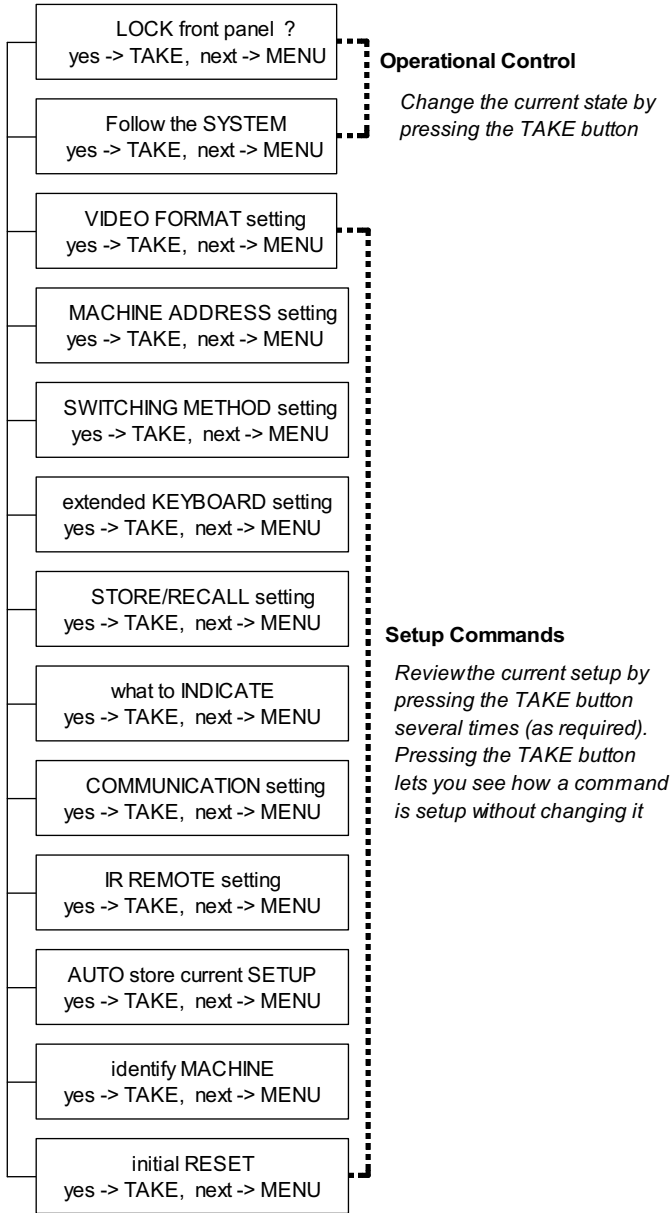 LOCK front panel ?
yes -> TAKE, next -> MENU
Operational Control
Change the current state by
pressing the TAKE button
Follow the SYSTEM
yes -> TAKE, next -> MENU
VIDEO FORMAT setting
yes -> TAKE, next -> MENU
MACHINE ADDRESS setting
yes -> TAKE, next -> MENU
SWITCHING METHOD setting
yes -> TAKE, next -> MENU
extended KEYBOARD setting
yes -> TAKE, next -> MENU
STORE/RECALL setting
yes -> TAKE, next -> MENU
Setup Commands
Review the current setup by
pressing the TAKE button
several times (as required).
Pressing the TAKE button
lets you see how a command
is setup without changing it
what to INDICATE
yes -> TAKE, next -> MENU
COMMUNICATION setting
yes -> TAKE, next -> MENU
IR REMOTE setting
yes -> TAKE, next -> MENU
AUTO store current SETUP
yes -> TAKE, next -> MENU
identify MACHINE
yes -> TAKE, next -> MENU
initial RESET
yes -> TAKE, next -> MENU